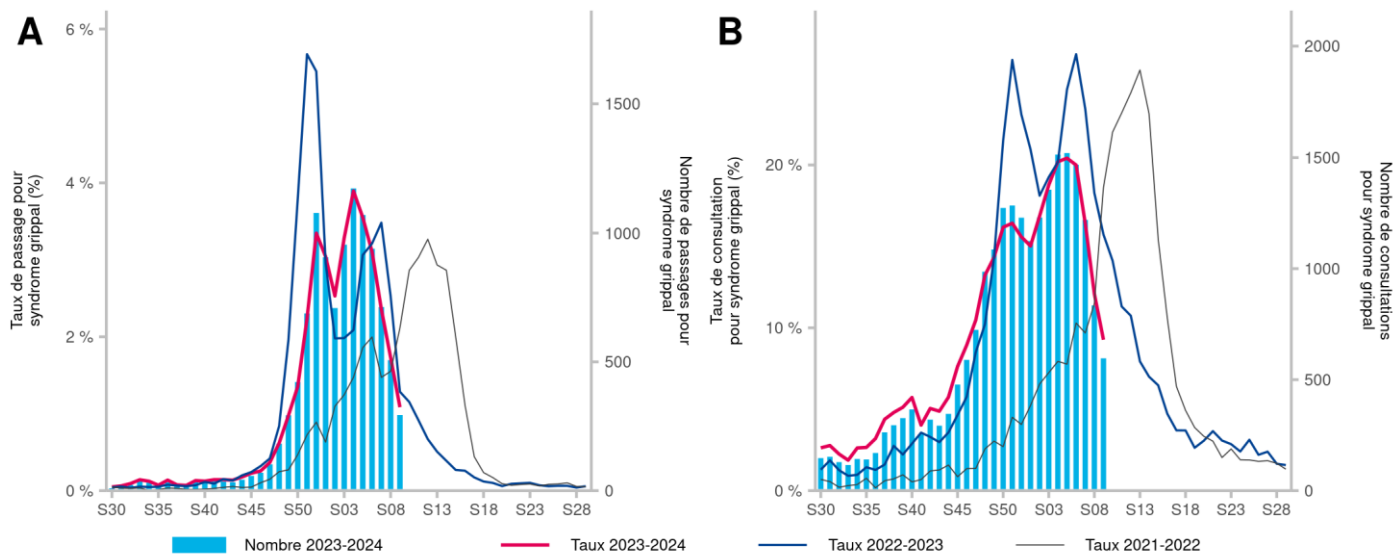 A
6 %
4 %
2 %
0 %
Taux de passage pour
syndrome grippal (%)
1500
1000
500
0
Nombre de passages pour
syndrome grippal
S30
S35
S40
S45
S50
S03
S08
S13
S18
S23
S28
B
20 %
10 %
0 %
Taux de consultation
pour syndrome grippal (%)
2000
1500
1000
500
0
Nombre de consultations
pour syndrome grippal
S30
S35
S40
S45
S50
S03
S08
S13
S18
S23
S28
Nombre 2023-2024
Taux 2023-2024
Taux 2022-2023
Taux 2021-2022